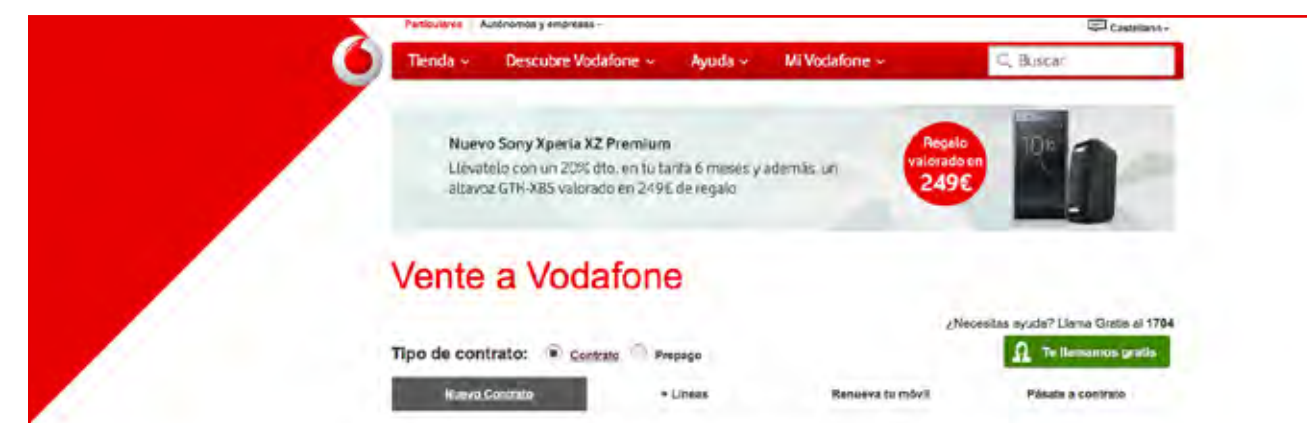 Particulares Autónomos y empresas
Castellano
Tienda Descubre Vodafone Ayuda Mi Vodafone Buscar
Nuevo Sony Xperia XZ Premium
Llévatelo con un 20% dto. en tu tarifa 6 meses y además, un
altavoz GTK-XB5 valorado en 249€ de regalo
Regalo
valorado en
249€
Vente a Vodafone
¿Necesitas ayuda? Llama Gratis al 1704
Tipo de contrato: Contrato Prepago
Te llamamos gratis
Nuevo Contrato + Líneas Renueva tu móvil Pásate a contrato